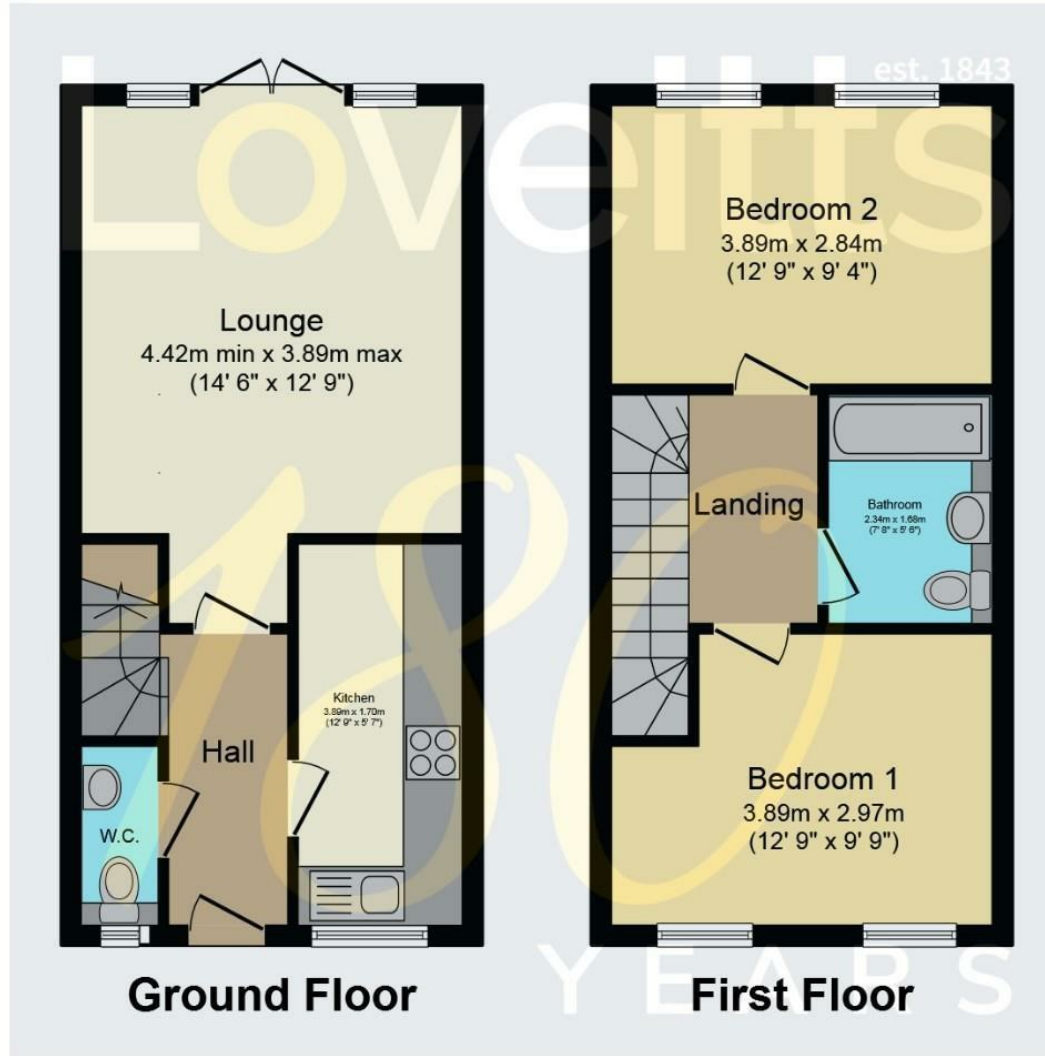 Loveitts
est. 1843
Lounge
4.42m min x 3.89m max
(14' 6" x 12' 9")
Kitchen
3.89m x 1.70m
(12' 9" x 5' 7")
Hall
W.C.
Ground Floor
Bedroom 2
3.89m x 2.84m
(12' 9" x 9' 4")
Landing
Bathroom
2.34m x 1.68m
(7' 8" x 5' 6")
Bedroom 1
3.89m x 2.97m
(12' 9" x 9' 9")
First Floor
180
YEARS